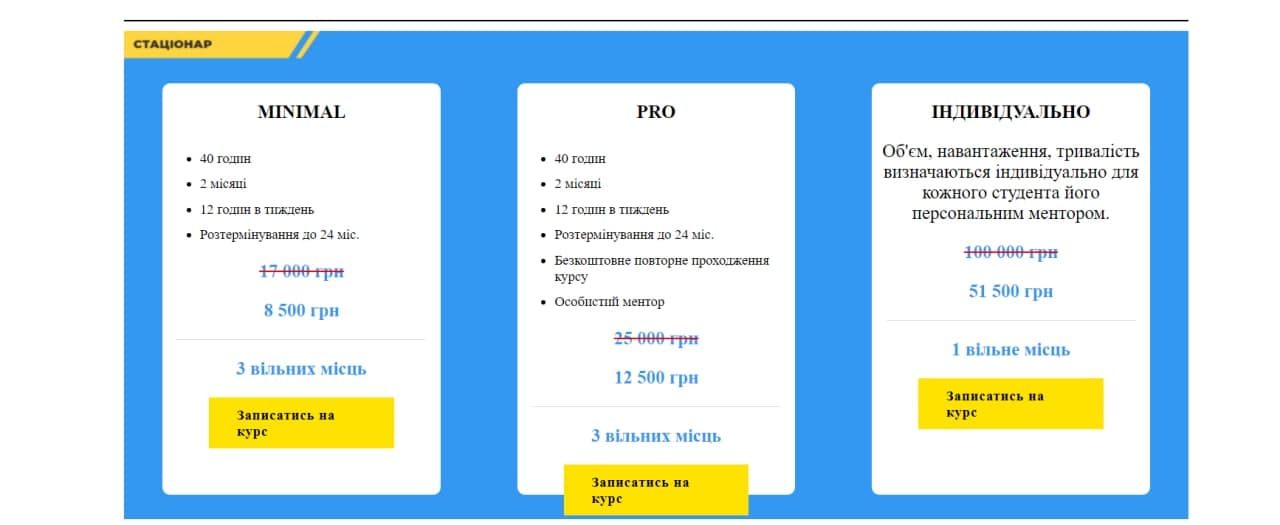 СТАЦІОНАР
MINIMAL
40 годин
2 місяці
12 годин в тиждень
Розтермінування до 24 міс.
17 000 грн
8 500 грн
3 вільних місць
Записатись на
курс
PRO
40 годин
2 місяці
12 годин в тиждень
Розтермінування до 24 міс.
Безкоштовне повторне проходження
курсу
Особистий ментор
25 000 грн
12 500 грн
3 вільних місць
Записатись на
курс
ІНДИВІДУАЛЬНО
Об'єм, навантаження, тривалість
визначаються індивідуально для
кожного студента його
персональним ментором.
100 000 грн
51 500 грн
1 вільне місць
Записатись на
курс